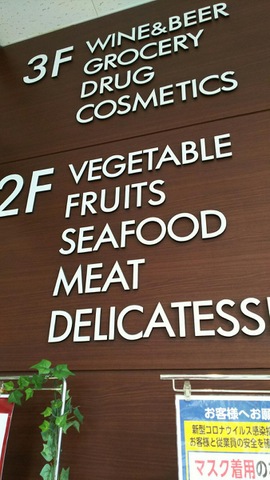 3F WINE&BEER
GROCERY
DRUG
COSMETICS
2F VEGETABLE
FRUITS
SEAFOOD
MEAT
DELICATESS
お客様へお願
新型コロナウイルス感染
お客様と従業員の安全を
マスク着用の